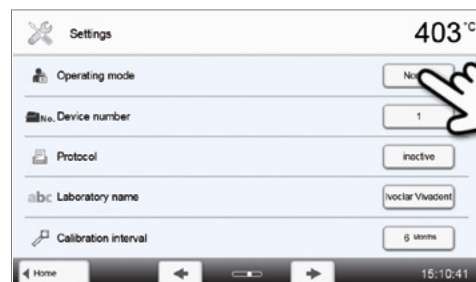 Settings
403 °C
Operating mode
No. Device number
1
Protocol
inactive
abc Laboratory name
Ivoclar Vivadent
Calibration interval
6 Months
Home
15:10:41